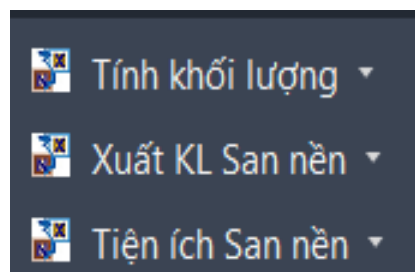 Tính khối lượng
Xuất KL San nền
Tiện ích San nền